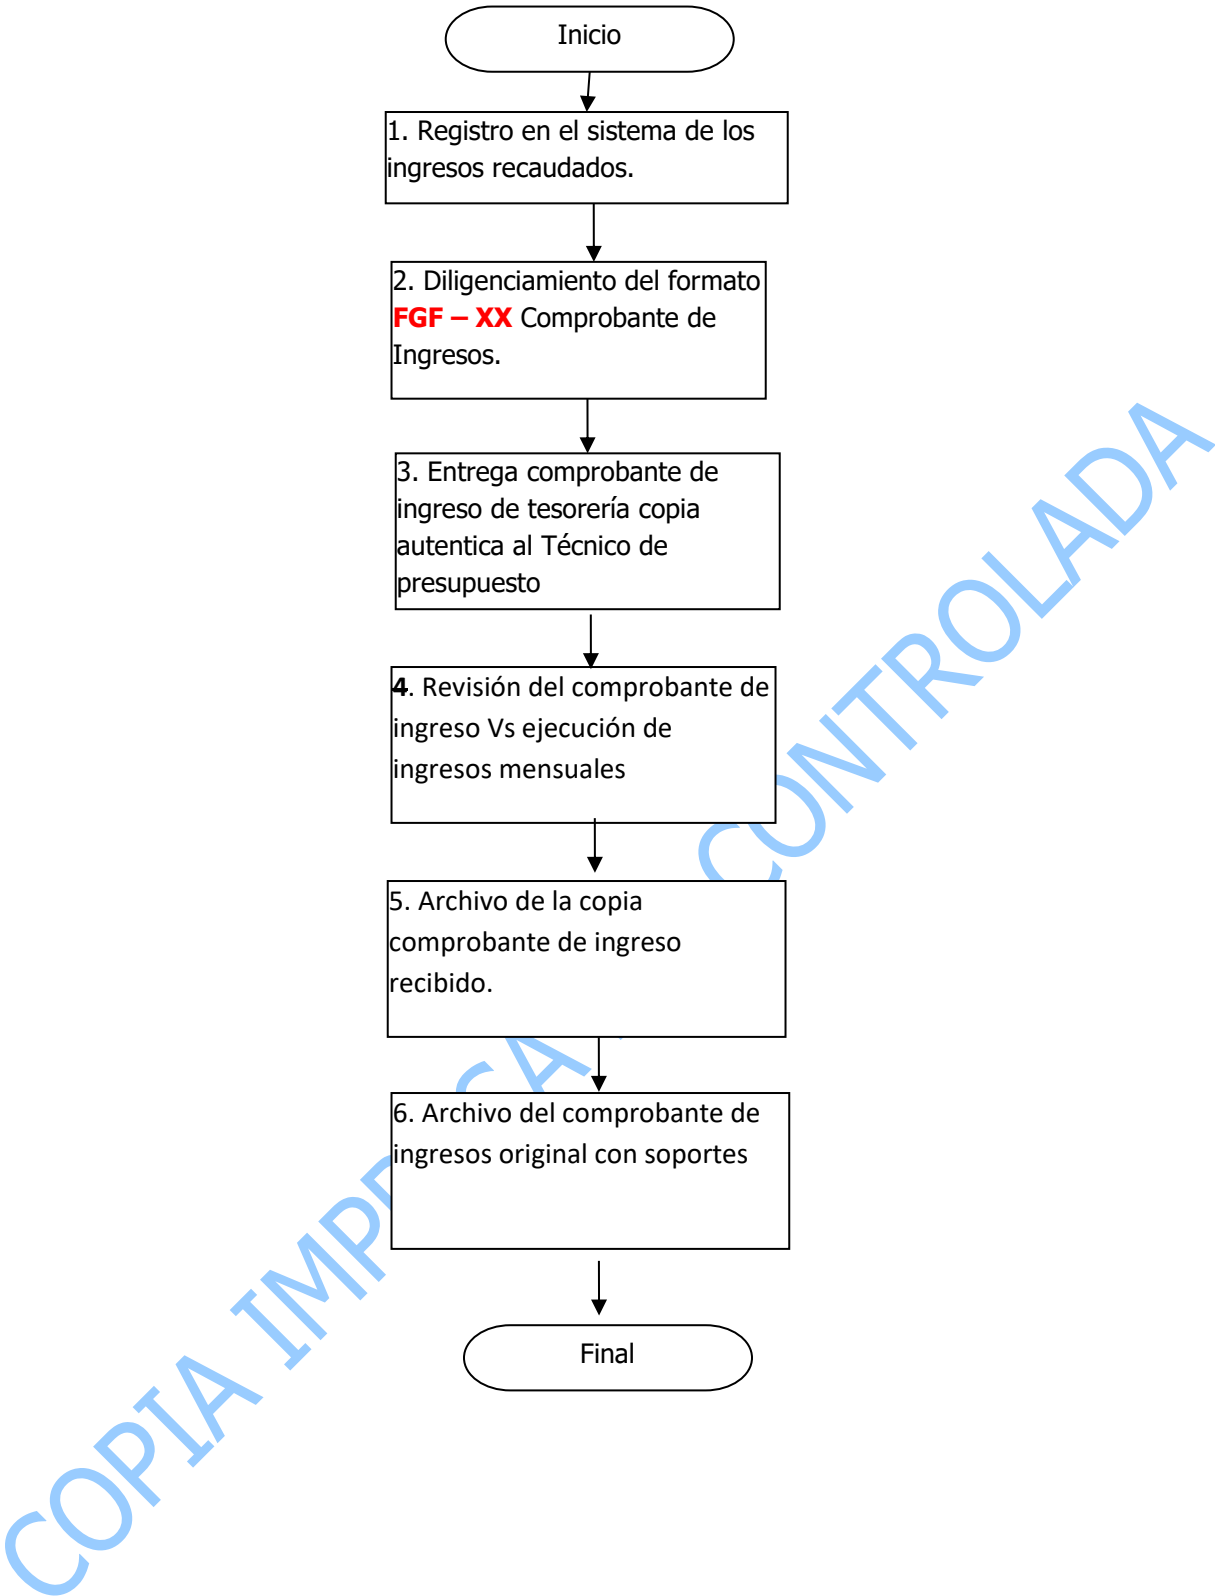 Inicio
1. Registro en el sistema de los
ingresos recaudados.
2. Diligenciamiento del formato
FGF – XX Comprobante de
Ingresos.
3. Entrega comprobante de
ingreso de tesorería copia
autentica al Técnico de
presupuesto
4. Revisión del comprobante de
ingreso Vs ejecución de
ingresos mensuales
5. Archivo de la copia
comprobante de ingreso
recibido.
6. Archivo del comprobante de
ingresos original con soportes
Final
COPIA CONTROLADA